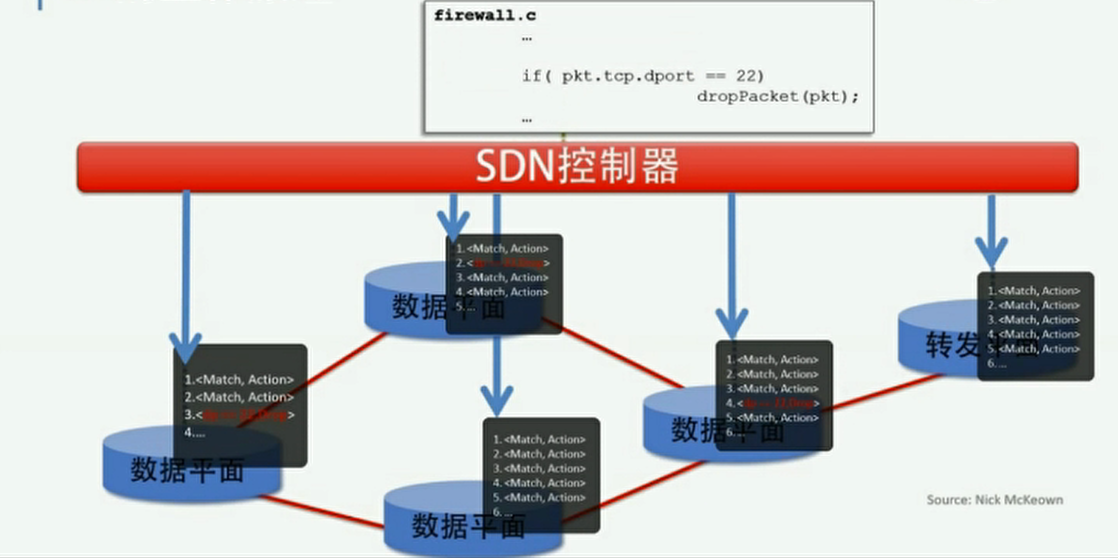 firewall.c
…
if( pkt.tcp.dport == 22)
dropPacket(pkt);
…
SDN控制器
1.<Match, Action>
2.<
3.<Match, Action>
4.<Match, Action>
5.…
数据平面
1.<Match, Action>
2.<Match, Action>
3.<Match, Action>
4.<Match, Action>
5.<Match, Action>
6.…
转发平面
1.<Match, Action>
2.<Match, Action>
3.<
4.…
数据平面
1.<Match, Action>
2.<Match, Action>
3.<Match, Action>
4.<
5.<Match, Action>
6.…
数据平面
1.<Match, Action>
2.<Match, Action>
3.<Match, Action>
4.<Match, Action>
5.<Match, Action>
6.…
数据平面
Source: Nick McKeown